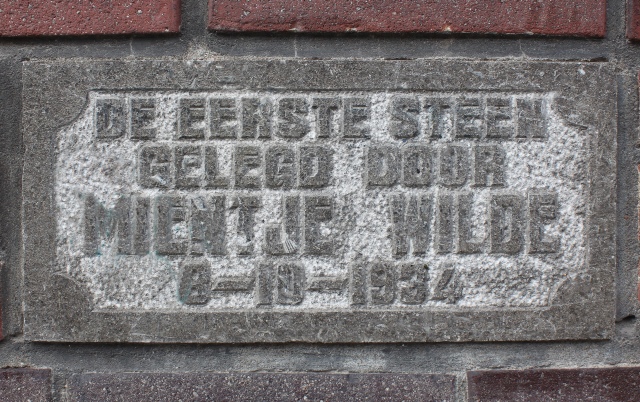 DE EERSTE STEEN
GELEGD DOOR
MIENTJE WILDE
8-10-1934